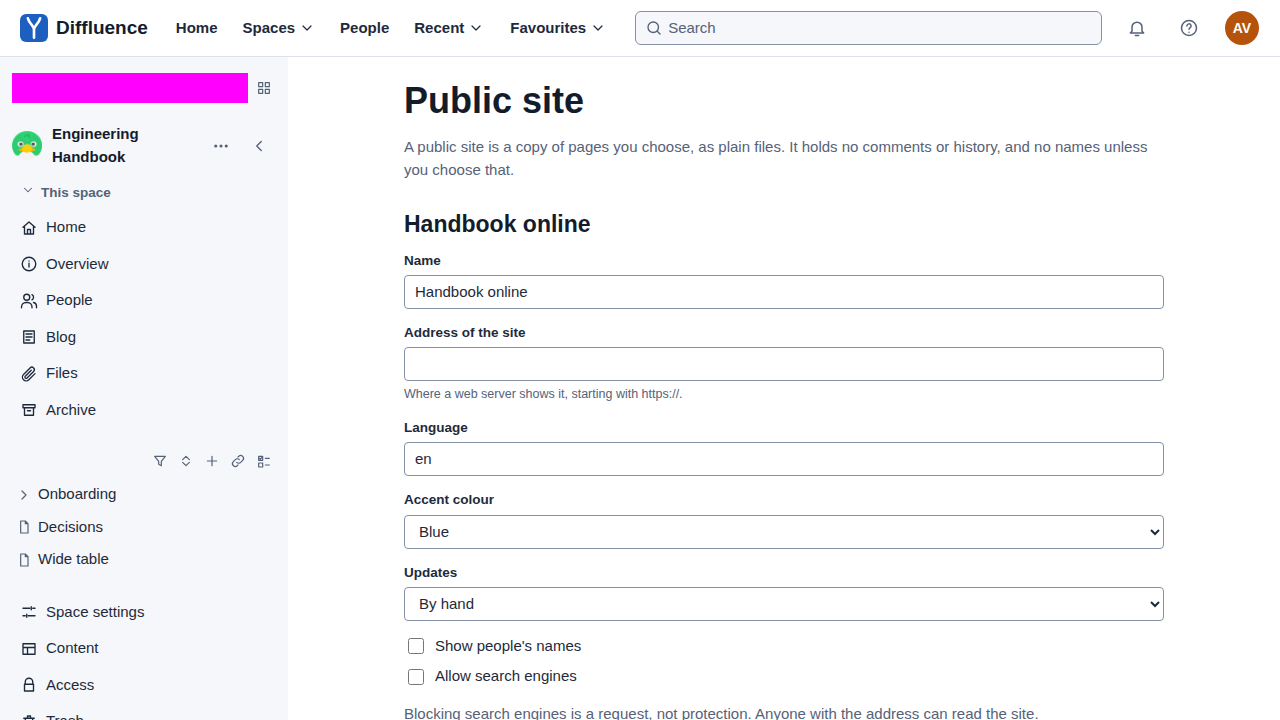 Diffluence
Home
Spaces
People
Recent
Favourites
Search
AV
Engineering
Handbook
This space
Home
Overview
People
Blog
Files
Archive
Onboarding
Decisions
Wide table
Space settings
Content
Access
Trash
Public site
A public site is a copy of pages you choose, as plain files. It holds no comments or history, and no names unless
you choose that.
Handbook online
Name
Handbook online
Address of the site
Where a web server shows it, starting with https://.
Language
en
Accent colour
Blue
Updates
By hand
Show people's names
Allow search engines
Blocking search engines is a request, not protection. Anyone with the address can read the site.